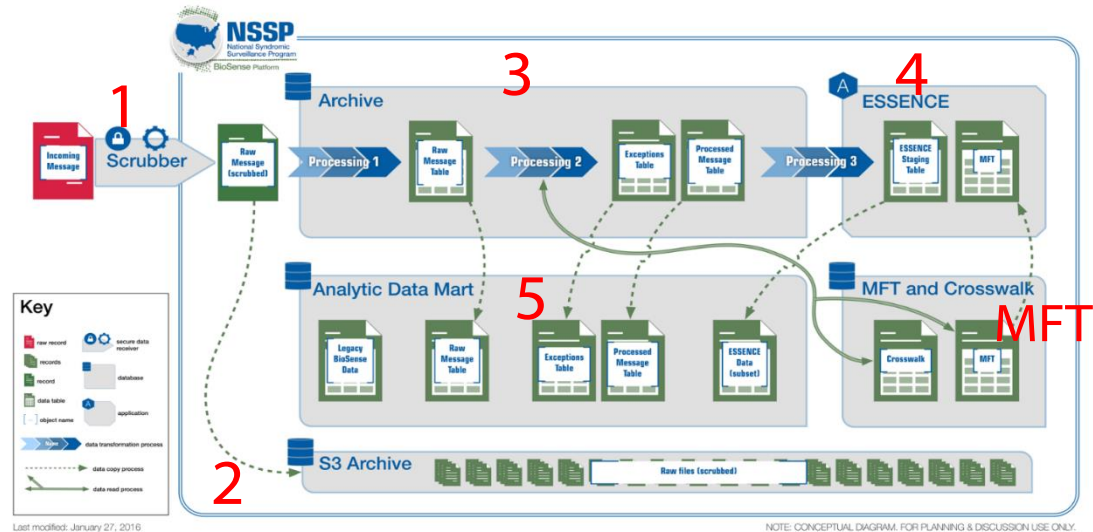 NSSP
National Syndromic
Surveillance Program
BioSense Platform
1
3
4
Archive
A
ESSENCE
Incoming
Message
Scrubber
Raw
Message
(scrubbed)
Processing 1
Raw
Message
Table
Processing 2
Exceptions
Table
Processed
Message
Table
Processing 3
ESSENCE
Staging
Table
MFT
Analytic Data Mart
5
MFT and Crosswalk
MFT
Legacy
BioSense
Data
Raw
Message
Table
Exceptions
Table
Processed
Message
Table
ESSENCE
Data
(subset)
Crosswalk
MFT
Key
raw record
secure data
receiver
records
record
database
data table
A
[...] object name
application
Name
data transformation process
data copy process
data read process
2
S3 Archive
Raw files (scrubbed)
Last modified: January 27, 2016
NOTE: CONCEPTUAL DIAGRAM. FOR PLANNING & DISCUSSION USE ONLY.